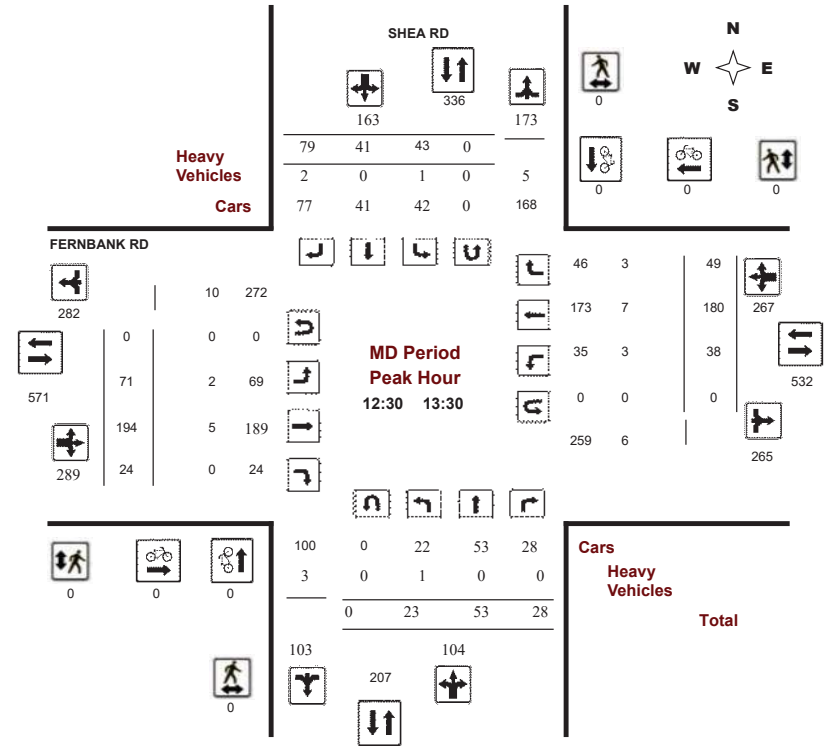 SHEA RD
N
W E
S
336
0
163 173
79 41 43 0
Heavy
Vehicles
2 0 1 0 5
Cars 77 41 42 0 168
0 0 0
FERNBANK RD
282
10 272
0 0 0
71 2 69
571
194 5 189
289
24 0 24
MD Period
Peak Hour
12:30 13:30
46 3 49
173 7 180 267
35 3 38
532
0 0 0
259 6
265
100 0 22 53 28 Cars
3 0 1 0 0 Heavy
Vehicles
0 23 53 28 Total
0 0 0
103 104
207
0